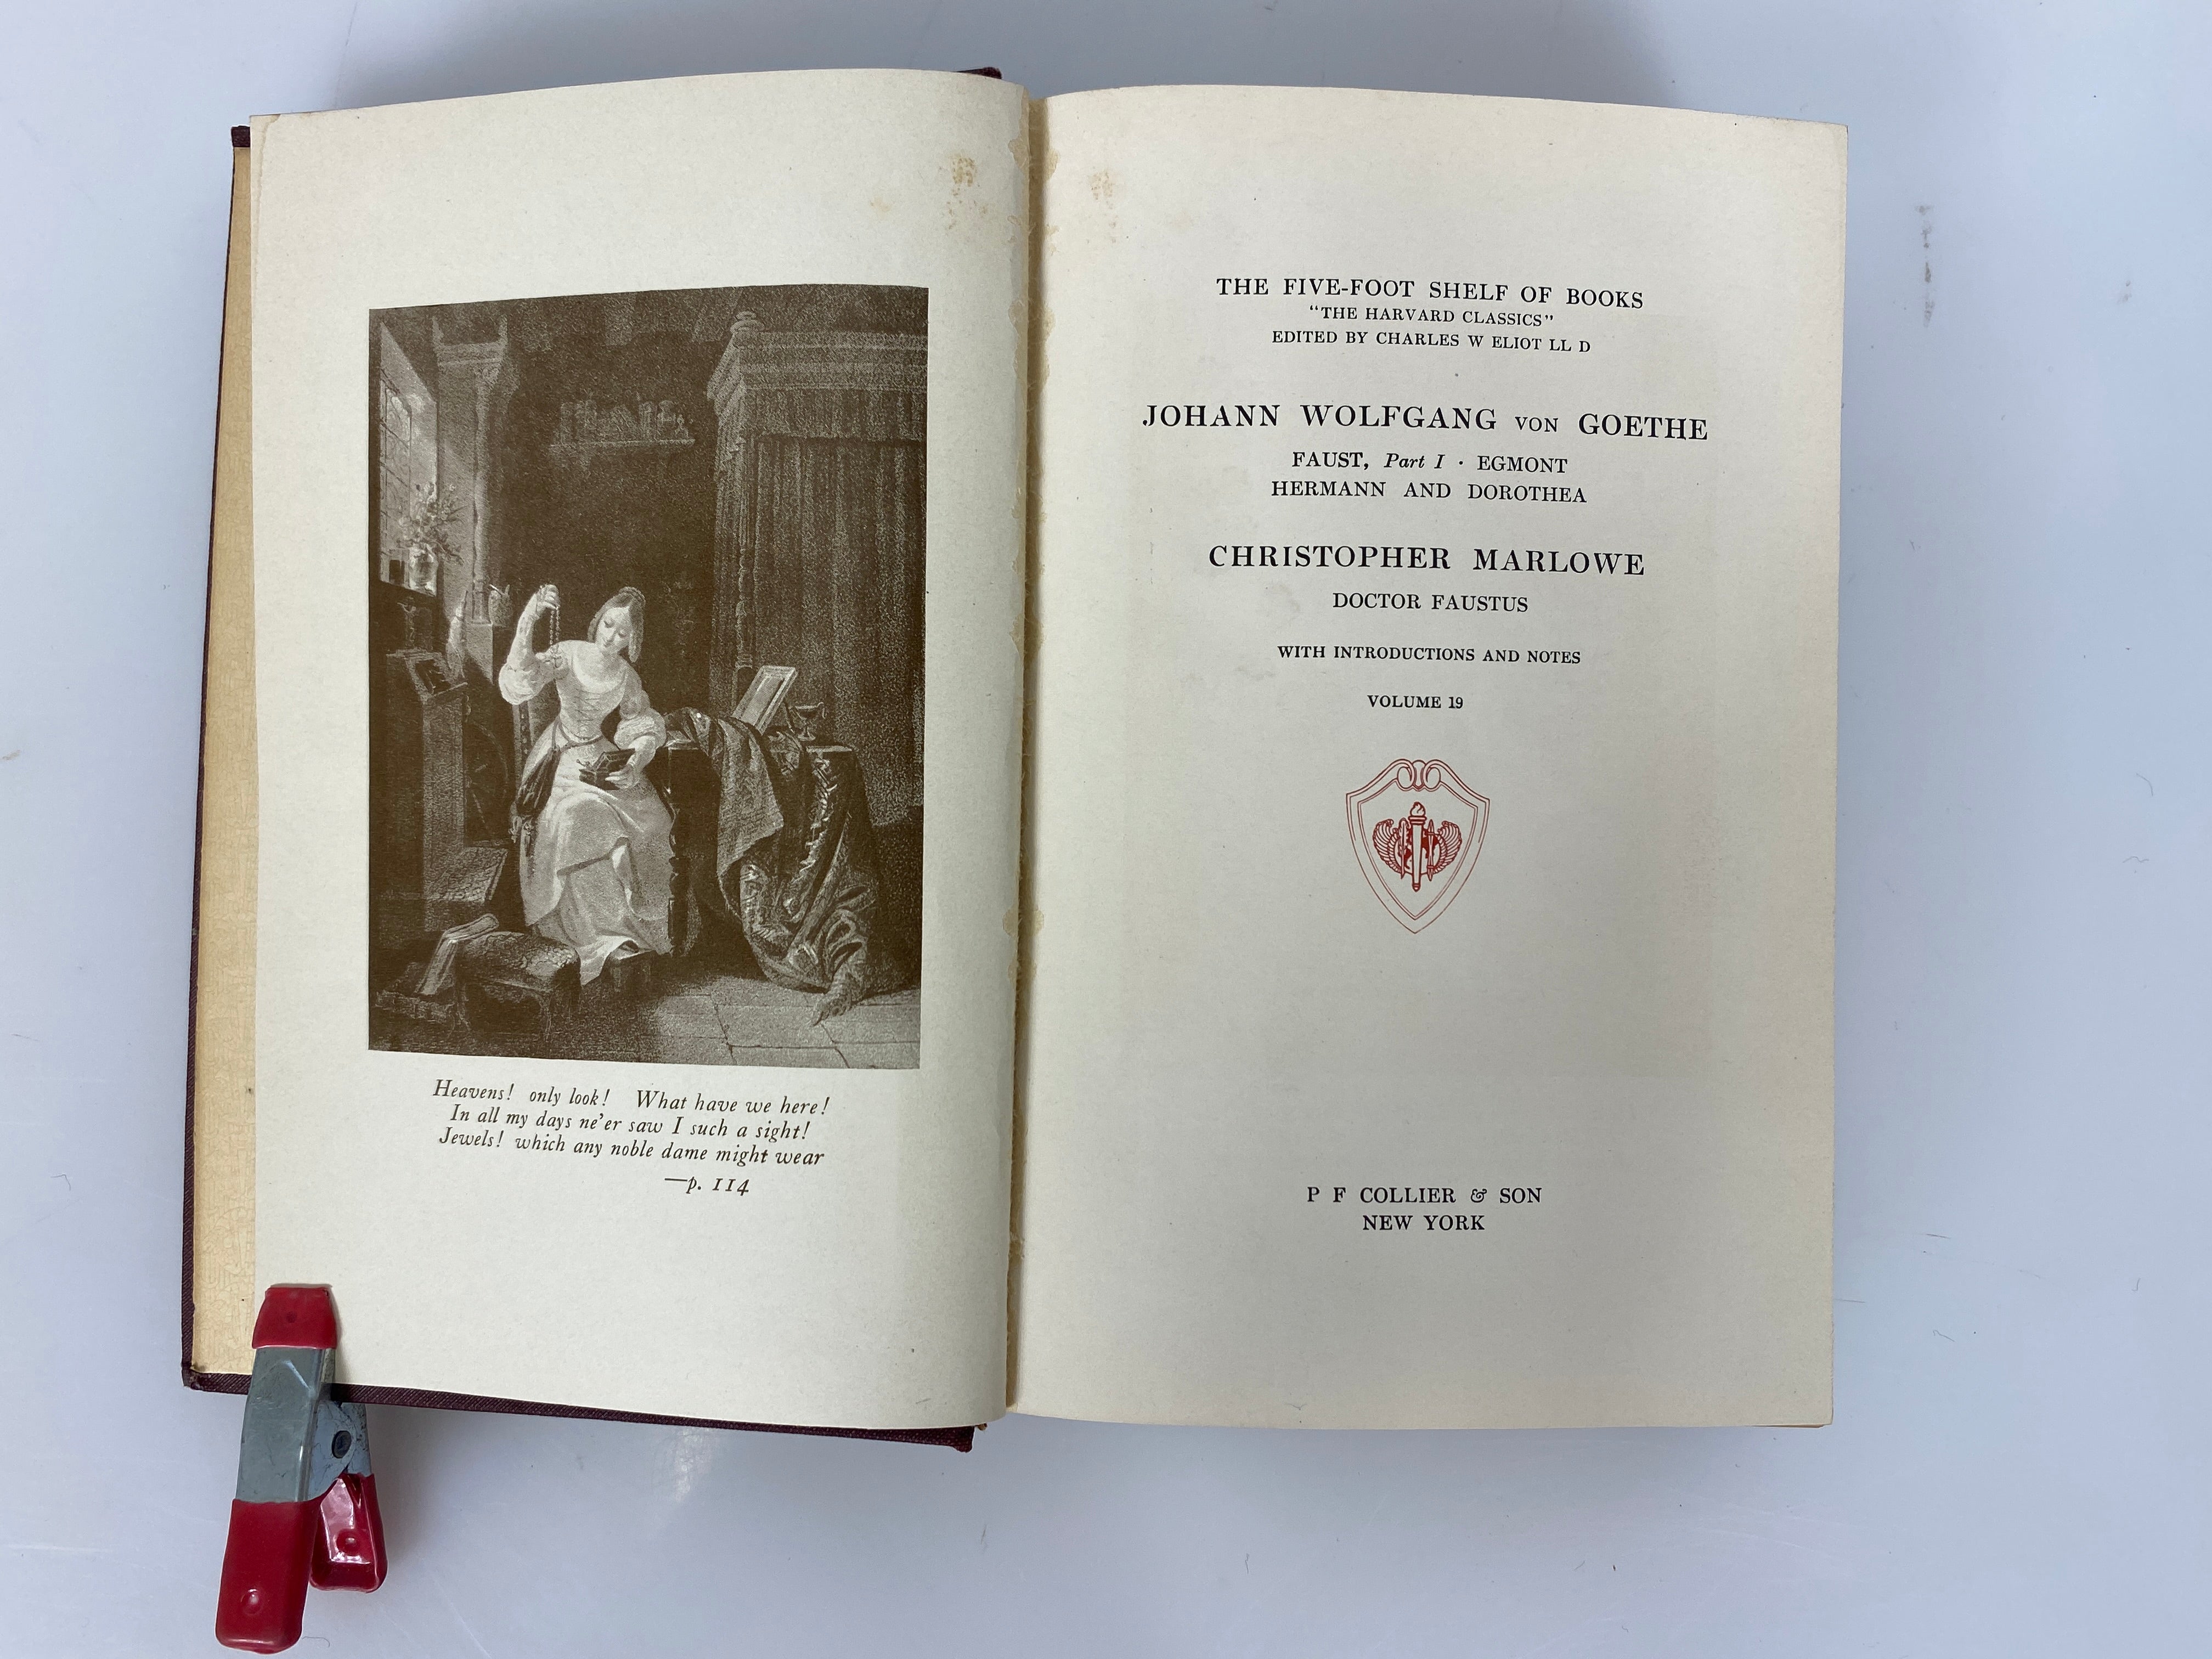 Heavens! only look! What have we here!
In all my days ne'er saw I such a sight!
Jewels! which any noble dame might wear
—p. 114
THE FIVE-FOOT SHELF OF BOOKS
"THE HARVARD CLASSICS"
EDITED BY CHARLES W ELIOT LL D
JOHANN WOLFGANG VON GOETHE
FAUST, Part I · EGMONT
HERMANN AND DOROTHEA
CHRISTOPHER MARLOWE
DOCTOR FAUSTUS
WITH INTRODUCTIONS AND NOTES
VOLUME 19
P F COLLIER & SON
NEW YORK